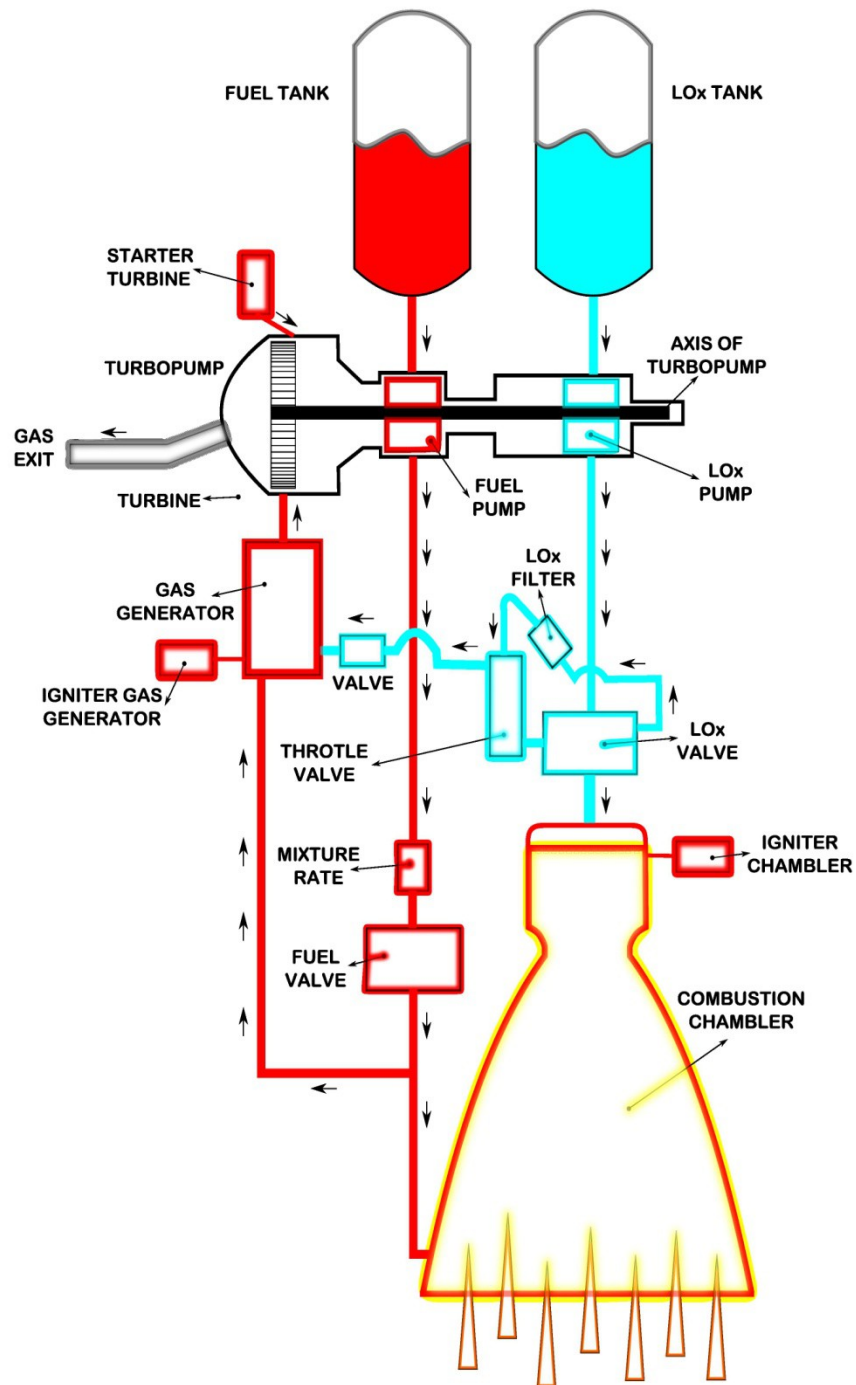 FUEL TANK
LOx TANK
STARTER
TURBINE
AXIS OF
TURBOPUMP
TURBOPUMP
GAS
EXIT
TURBINE
FUEL
PUMP
LOx
PUMP
LOx
FILTER
GAS
GENERATOR
VALVE
IGNITER GAS
GENERATOR
THROTLE
VALVE
LOx
VALVE
MIXTURE
RATE
IGNITER
CHAMBLER
FUEL
VALVE
COMBUSTION
CHAMBLER